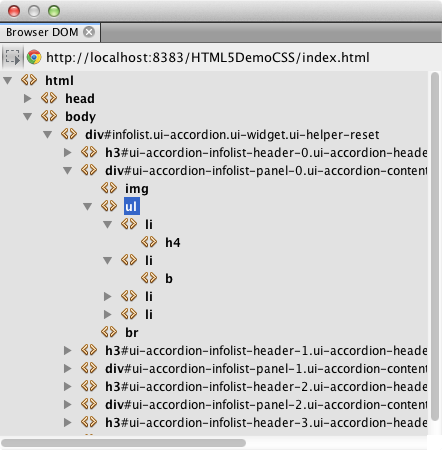 Browser DOM
http://localhost:8383/HTML5DemoCSS/index.html
html
head
body
div#infolist.ui-accordion.ui-widget.ui-helper-reset
h3#ui-accordion-infolist-header-0.ui-accordion-heade
div#ui-accordion-infolist-panel-0.ui-accordion-content
img
ul
li
h4
li
b
li
li
br
h3#ui-accordion-infolist-header-1.ui-accordion-heade
div#ui-accordion-infolist-panel-1.ui-accordion-content
h3#ui-accordion-infolist-header-2.ui-accordion-heade
div#ui-accordion-infolist-panel-2.ui-accordion-content
h3#ui-accordion-infolist-header-3.ui-accordion-heade